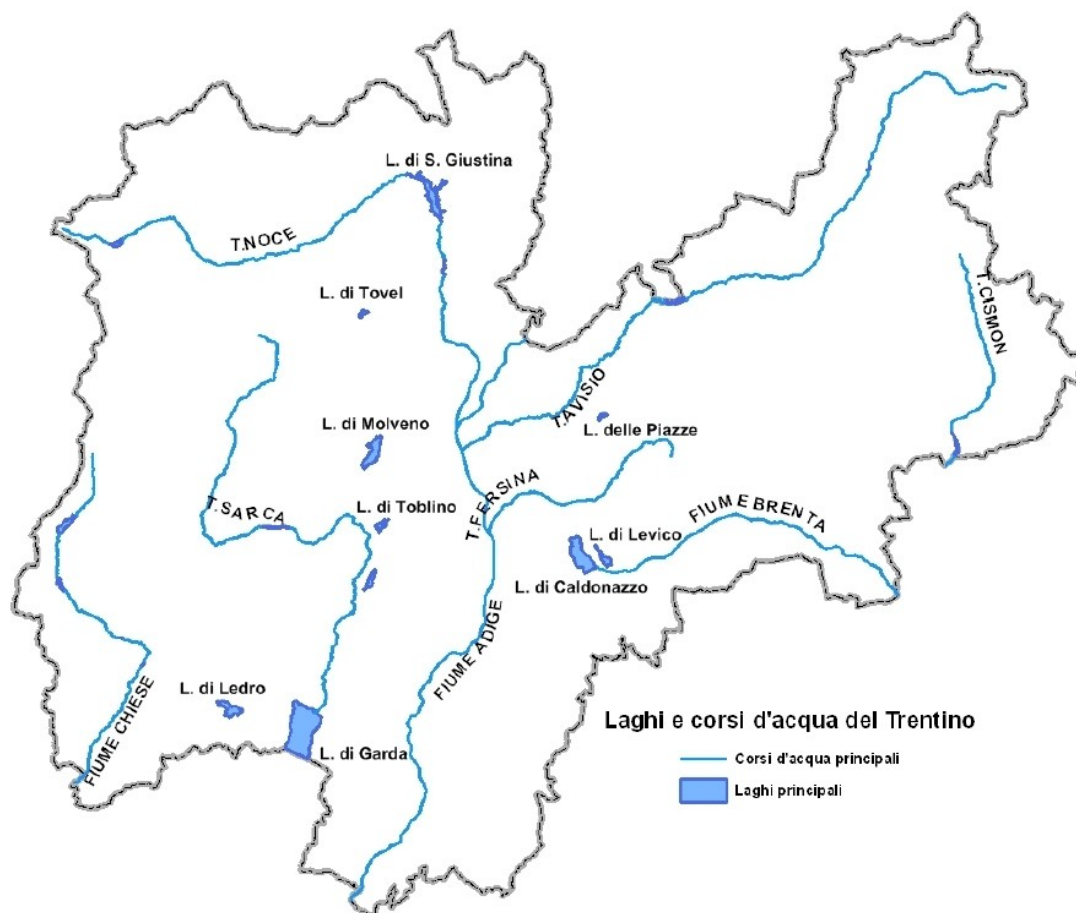 L. di S. Giustina
T.NOCE
L. di Tovel
T.CISMON
T.AVISIO
L. di Molveno
L. delle Piazze
T.SARCA
L. di Toblino
T.FERSINA
FIUME BRENTA
L. di Levico
L. di Caldonazzo
FIUME ADIGE
FIUME CHIESE
L. di Ledro
L. di Garda
Laghi e corsi d'acqua del Trentino
Corsi d'acqua principali
Laghi principali